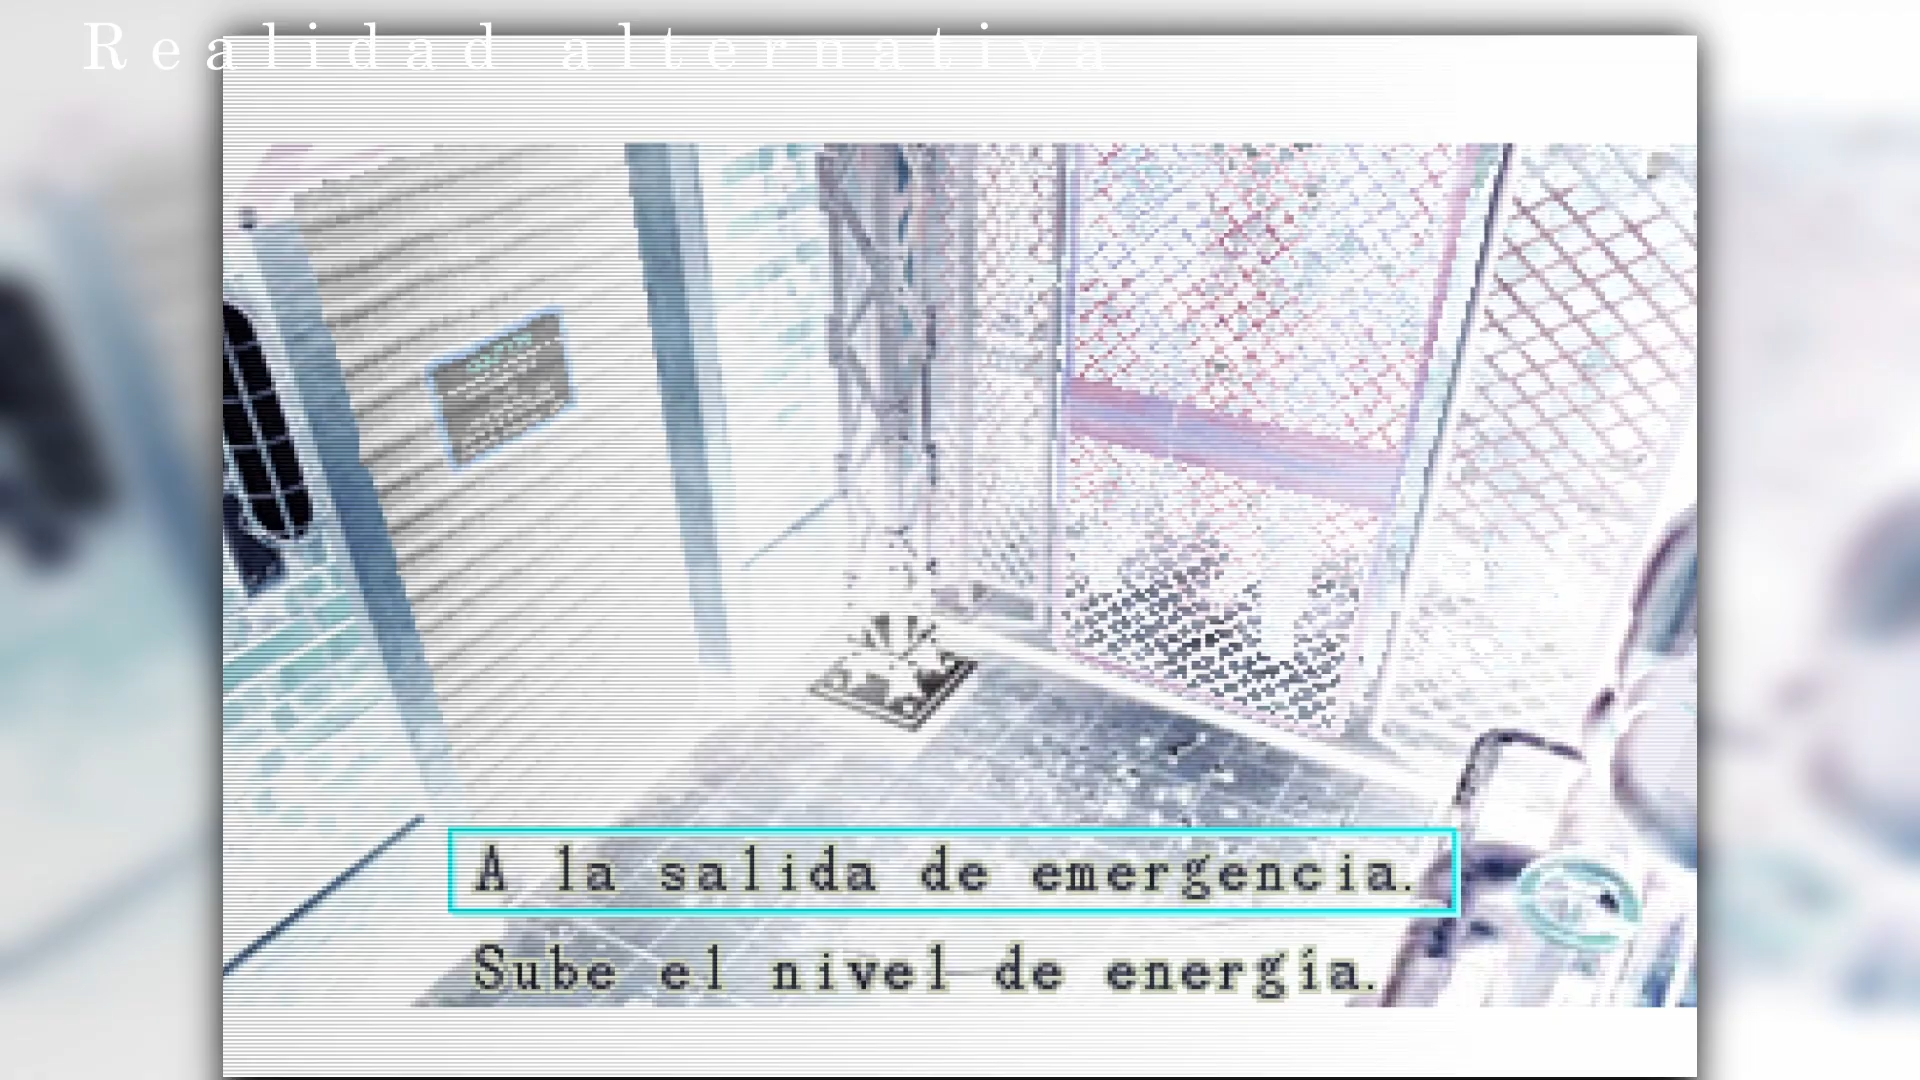 Realidad alternativa
A la salida de emergencia.
Sube el nivel de energía.